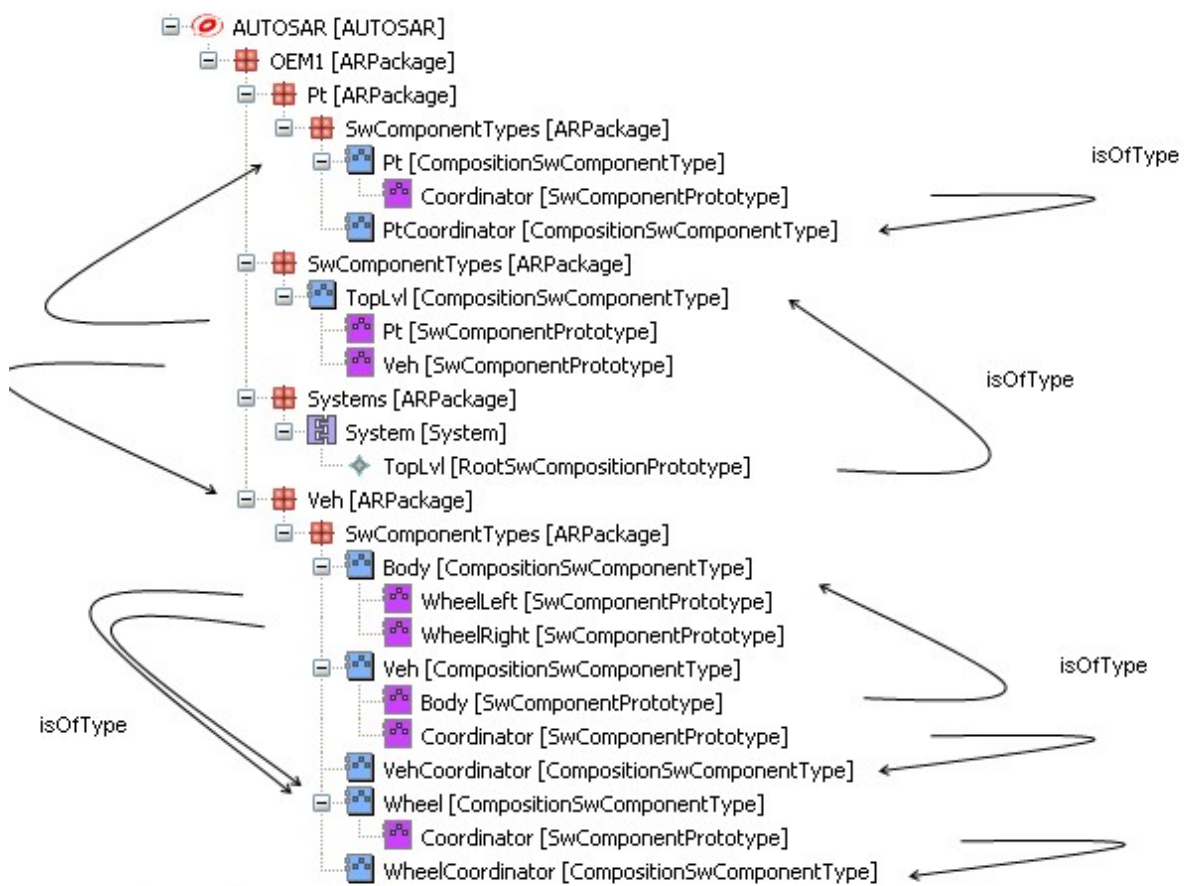 AUTOSAR [AUTOSAR]
OEM1 [ARPackage]
Pt [ARPackage]
SwComponentTypes [ARPackage]
Pt [CompositionSwComponentType]
isOfType
Coordinator [SwComponentPrototype]
PtCoordinator [CompositionSwComponentType]
SwComponentTypes [ARPackage]
TopLvl [CompositionSwComponentType]
Pt [SwComponentPrototype]
Veh [SwComponentPrototype]
isOfType
Systems [ARPackage]
System [System]
TopLvl [RootSwCompositionPrototype]
Veh [ARPackage]
SwComponentTypes [ARPackage]
Body [CompositionSwComponentType]
WheelLeft [SwComponentPrototype]
WheelRight [SwComponentPrototype]
Veh [CompositionSwComponentType]
isOfType
Body [SwComponentPrototype]
isOfType
Coordinator [SwComponentPrototype]
VehCoordinator [CompositionSwComponentType]
Wheel [CompositionSwComponentType]
Coordinator [SwComponentPrototype]
WheelCoordinator [CompositionSwComponentType]